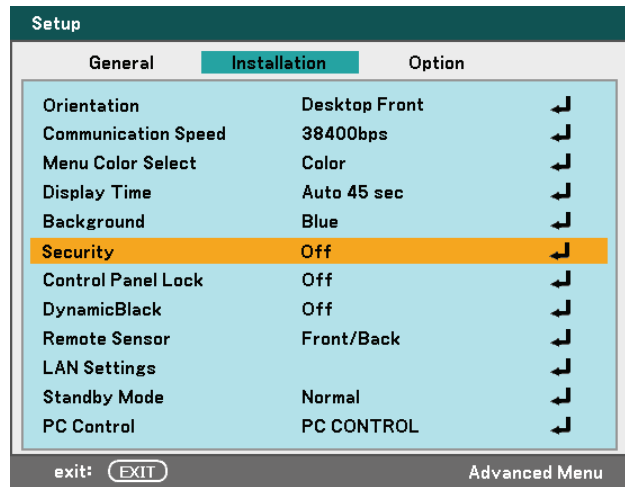 Setup
General Installation Option
Orientation Desktop Front
Communication Speed 38400bps
Menu Color Select Color
Display Time Auto 45 sec
Background Blue
Security Off
Control Panel Lock Off
DynamicBlack Off
Remote Sensor Front/Back
LAN Settings
Standby Mode Normal
PC Control PC CONTROL
exit: EXIT Advanced Menu